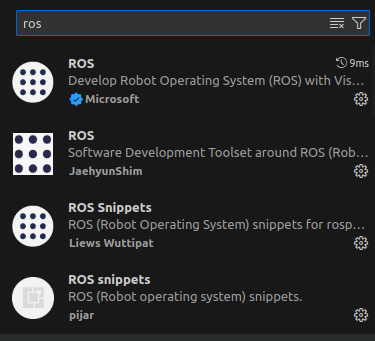 ros
ROS 9ms
Develop Robot Operating System (ROS) with Vis...
Microsoft
ROS
Software Development Toolset around ROS (Rob...
JaehyunShim
ROS Snippets
ROS (Robot Operating System) snippets for rosp...
Liews Wuttipat
ROS snippets
ROS (Robot operating system) snippets.
pijar